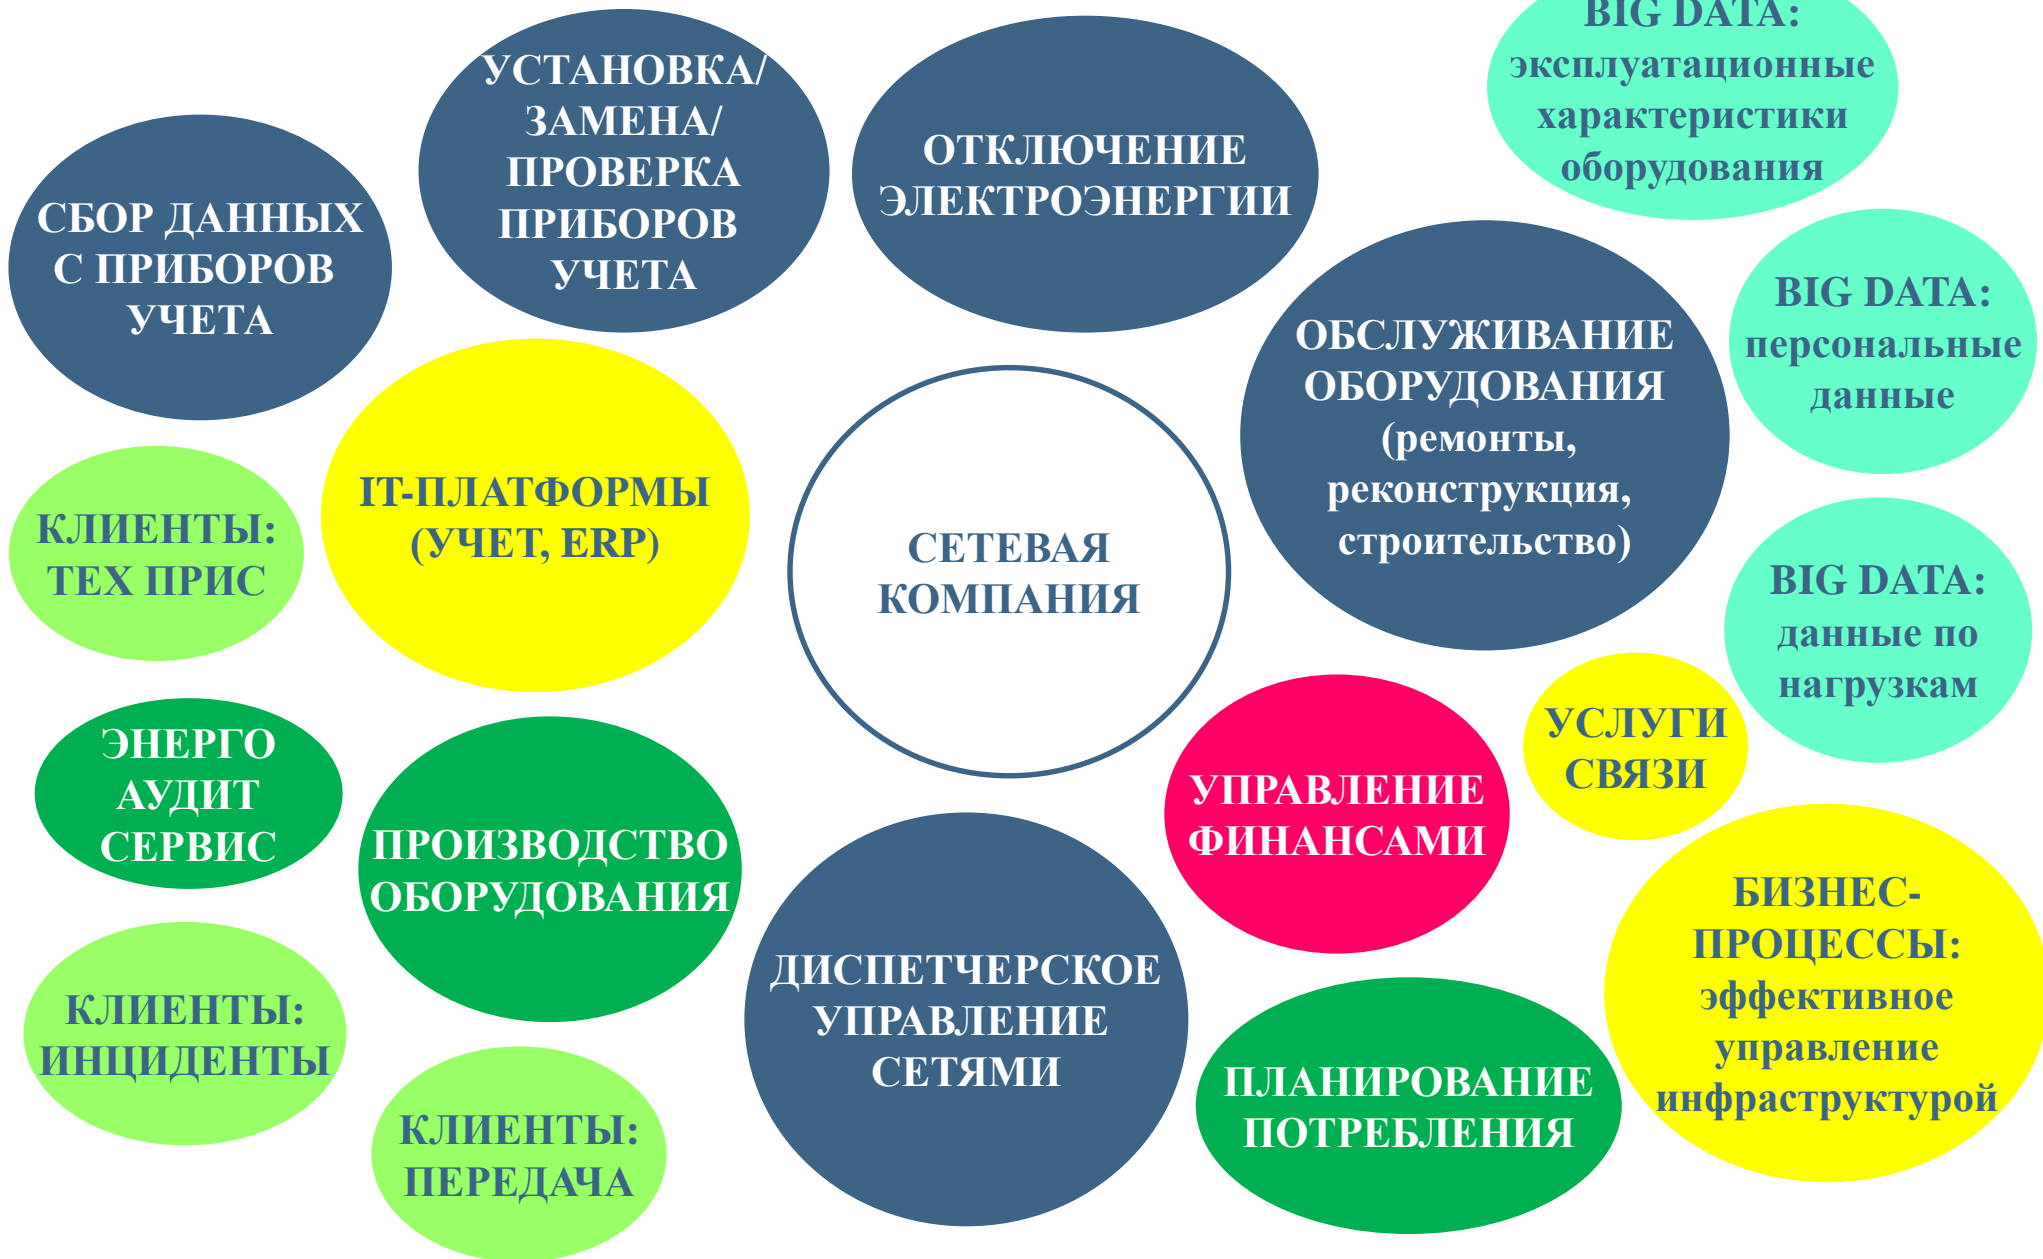 BIG DATA:
эксплуатационные
характеристики
оборудования
УСТАНОВКА/
ЗАМЕНА/
ПРОВЕРКА
ПРИБОРОВ
УЧЕТА
ОТКЛЮЧЕНИЕ
ЭЛЕКТРОЭНЕРГИИ
СБОР ДАННЫХ
С ПРИБОРОВ
УЧЕТА
BIG DATA:
персональные
данные
ОБСЛУЖИВАНИЕ
ОБОРУДОВАНИЯ
(ремонты,
реконструкция,
строительство)
IT-ПЛАТФОРМЫ
(УЧЕТ, ERP)
КЛИЕНТЫ:
ТЕХ ПРИС
СЕТЕВАЯ
КОМПАНИЯ
BIG DATA:
данные по
нагрузкам
УСЛУГИ
СВЯЗИ
ЭНЕРГО
АУДИТ
СЕРВИС
УПРАВЛЕНИЕ
ФИНАНСАМИ
ПРОИЗВОДСТВО
ОБОРУДОВАНИЯ
БИЗНЕС-
ПРОЦЕССЫ:
эффективное
управление
инфраструктурой
ДИСПЕТЧЕРСКОЕ
УПРАВЛЕНИЕ
СЕТЯМИ
КЛИЕНТЫ:
ИНЦИДЕНТЫ
ПЛАНИРОВАНИЕ
ПОТРЕБЛЕНИЯ
КЛИЕНТЫ:
ПЕРЕДАЧА